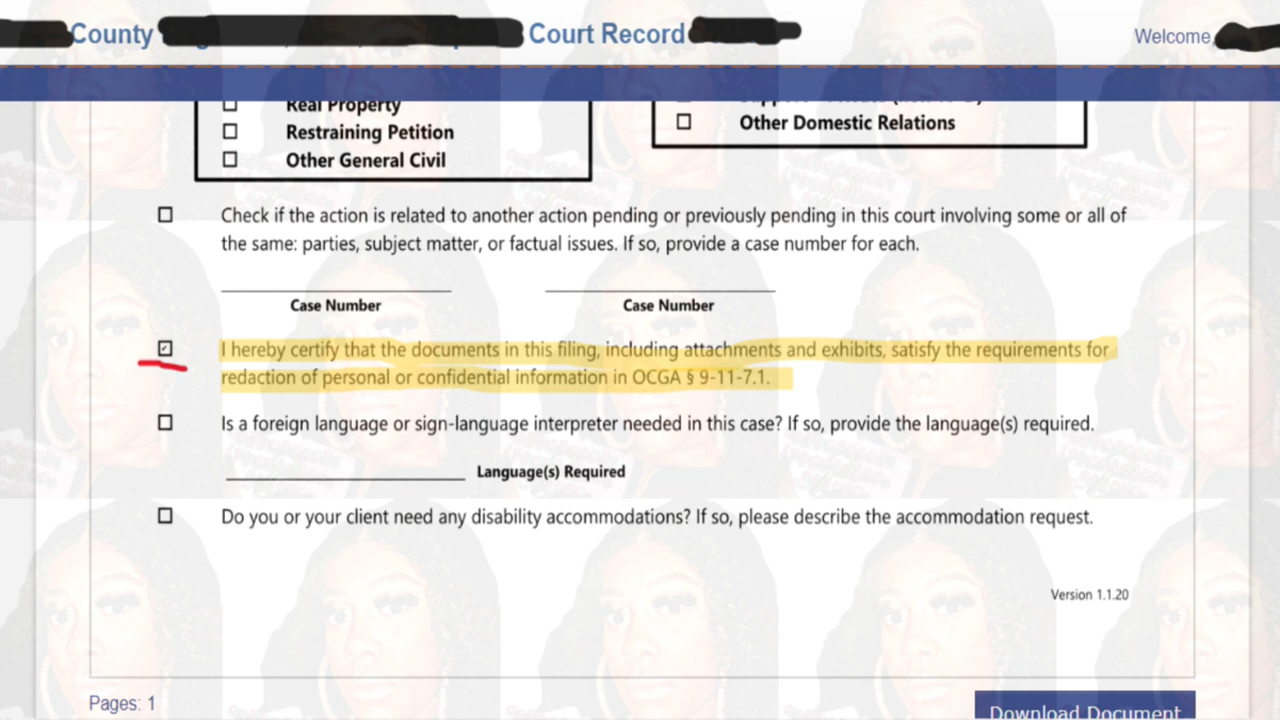 County Court Record
Welcome,
Real Property
Restraining Petition
Other General Civil
Other Domestic Relations
Check if the action is related to another action pending or previously pending in this court involving some or all of
the same: parties, subject matter, or factual issues. If so, provide a case number for each.
Case Number Case Number
I hereby certify that the documents in this filing, including attachments and exhibits, satisfy the requirements for
redaction of personal or confidential information in OCGA § 9-11-7.1.
Is a foreign language or sign-language interpreter needed in this case? If so, provide the language(s) required.
Language(s) Required
Do you or your client need any disability accommodations? If so, please describe the accommodation request.
Version 1.1.20
Pages: 1
Download Document